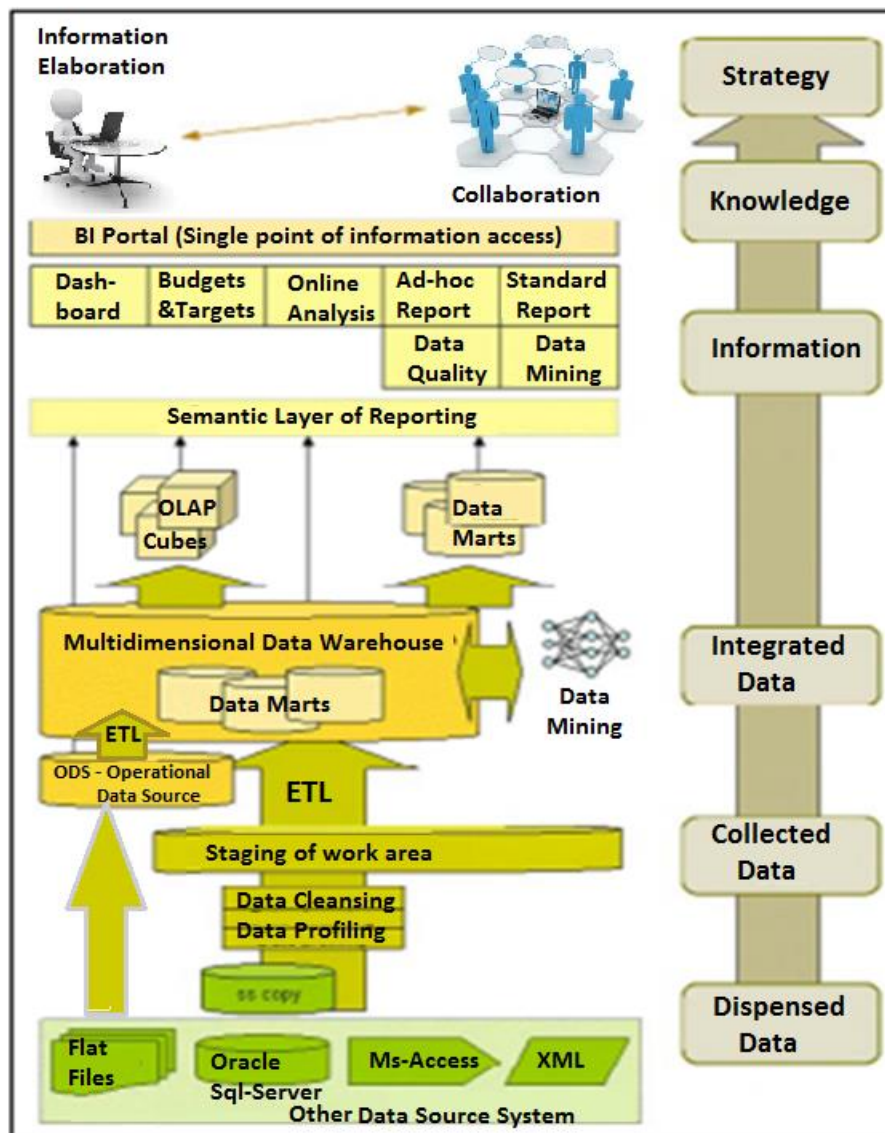 Information
Elaboration
Collaboration
BI Portal (Single point of information access)
Dash-
board
Budgets
&Targets
Online
Analysis
Ad-hoc
Report
Standard
Report
Data
Quality
Data
Mining
Semantic Layer of Reporting
OLAP
Cubes
Data
Marts
Multidimensional Data Warehouse
Data Marts
Data
Mining
ETL
ODS - Operational
Data Source
ETL
Staging of work area
Data Cleansing
Data Profiling
ss copy
Flat
Files
Oracle
Sql-Server
Ms-Access
XML
Other Data Source System
Strategy
Knowledge
Information
Integrated
Data
Collected
Data
Dispensed
Data